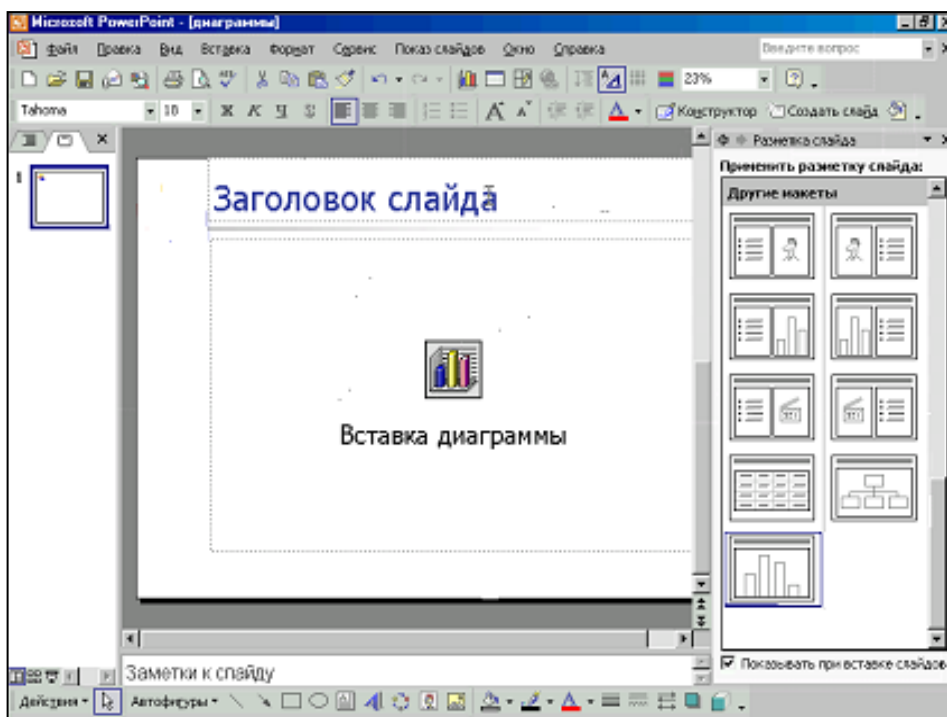 Microsoft PowerPoint - [диаграммы]
Файл Правка Вид Вставка Формат Сервис Показ слайдов Окно Справка Введите вопрос
23%
Tahoma 18 Ж К Ч S Конструктор Создать слайд
Разметка слайда
Применить разметку слайда:
Другие макеты
1
Заголовок слайда
Вставка диаграммы
Заметки к слайду
Показывать при вставке слайдов
Действия Автофигуры